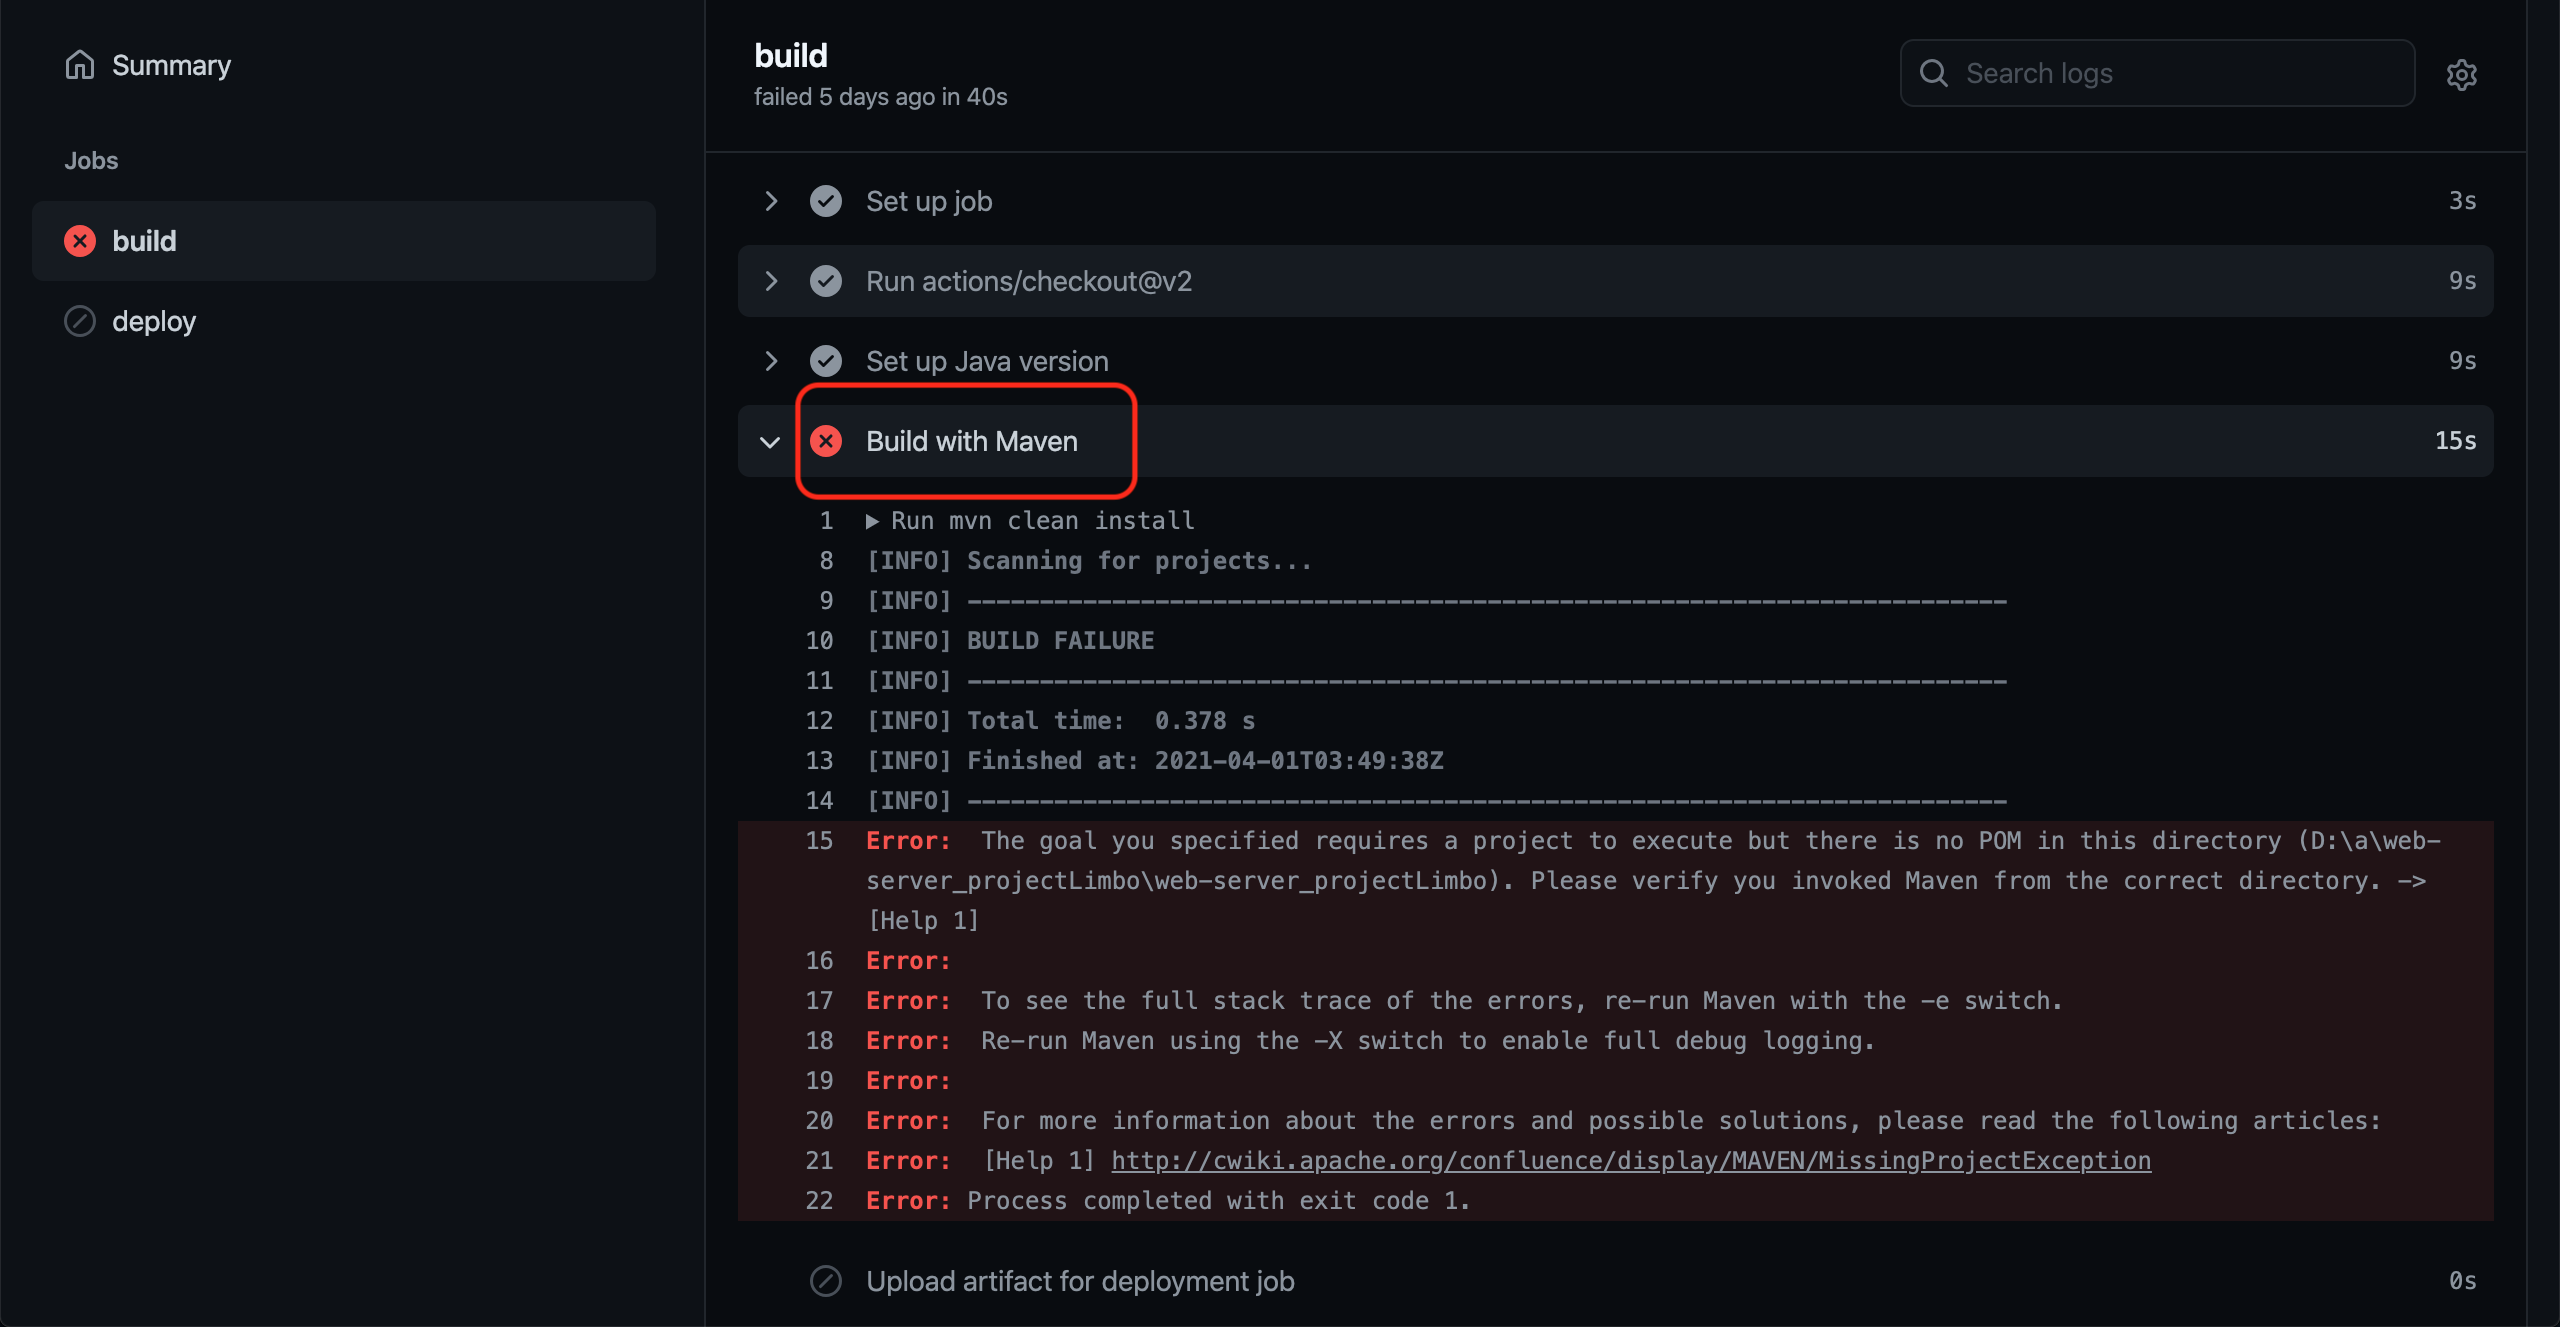 Summary
Jobs
build
deploy
build
failed 5 days ago in 40s
Search logs
Set up job 3s
Run actions/checkout@v2 9s
Set up Java version 9s
Build with Maven 15s
1 Run mvn clean install
8 [INFO] Scanning for projects...
9 [INFO] ------------------------------------------------------------------------
10 [INFO] BUILD FAILURE
11 [INFO] ------------------------------------------------------------------------
12 [INFO] Total time:  0.378 s
13 [INFO] Finished at: 2021-04-01T03:49:38Z
14 [INFO] ------------------------------------------------------------------------
15 Error:  The goal you specified requires a project to execute but there is no POM in this directory (D:\a\web-
server_projectLimbo\web-server_projectLimbo). Please verify you invoked Maven from the correct directory. ->
[Help 1]
16 Error:
17 Error:  To see the full stack trace of the errors, re-run Maven with the -e switch.
18 Error:  Re-run Maven using the -X switch to enable full debug logging.
19 Error:
20 Error:  For more information about the errors and possible solutions, please read the following articles:
21 Error:  [Help 1] http://cwiki.apache.org/confluence/display/MAVEN/MissingProjectException
22 Error: Process completed with exit code 1.
Upload artifact for deployment job 0s